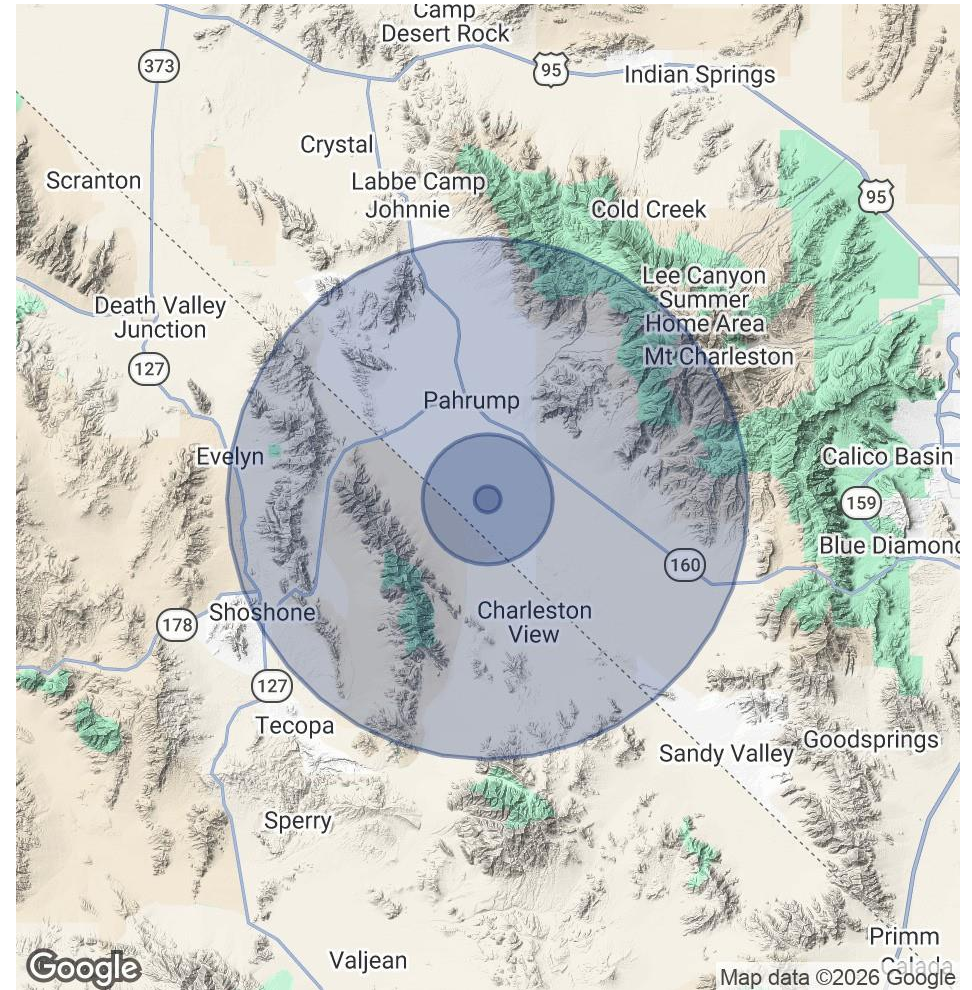 Camp
Desert Rock
373
95
Indian Springs
Crystal
Scranton
Labbe Camp
Johnnie
Cold Creek
95
Lee Canyon
Summer
Home Area
Death Valley
Junction
Mt Charleston
127
Pahrump
Evelyn
Calico Basin
159
Blue Diamond
160
Shoshone
Charleston
View
178
127
Tecopa
Sandy Valley
Goodsprings
Sperry
Primm
Valjean
Calada
Google
Map data ©2026 Google